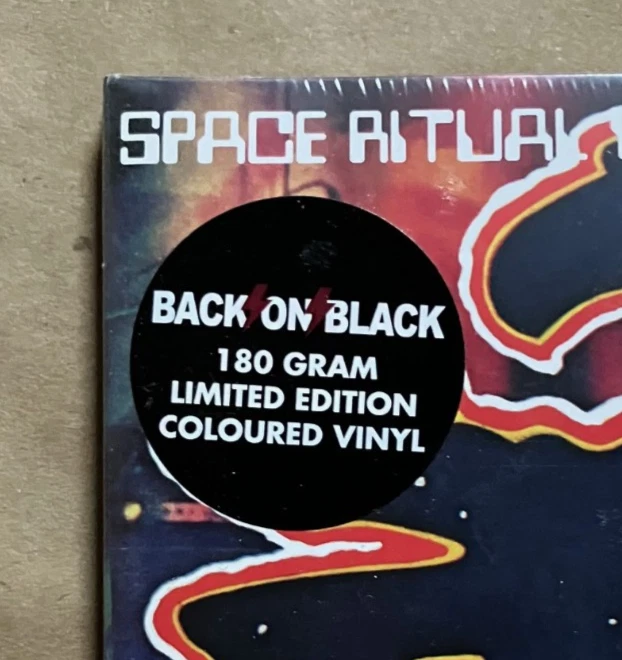 SPACE RITUAL
BACK ON BLACK
180 GRAM
LIMITED EDITION
COLOURED VINYL